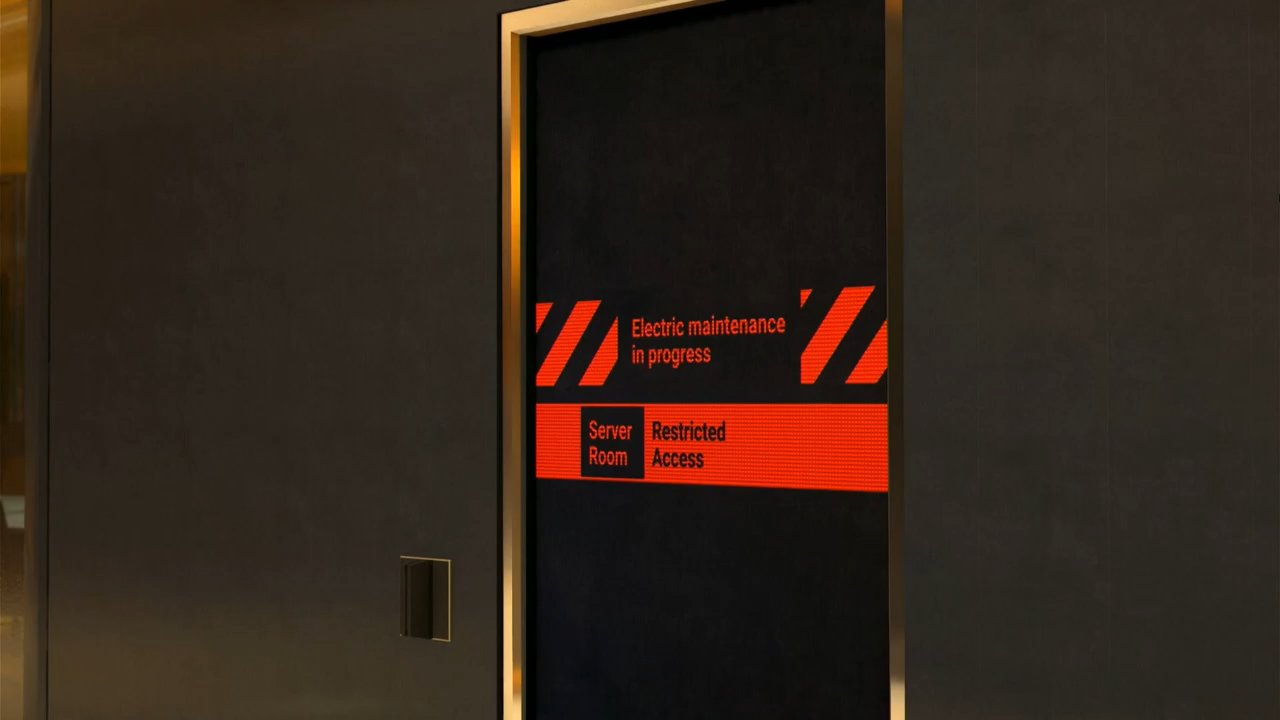 Electric maintenance
in progress
Server
Room
Restricted
Access